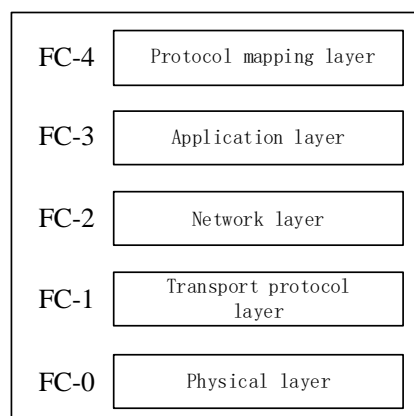 FC-4 Protocol mapping layer
FC-3 Application layer
FC-2 Network layer
FC-1 Transport protocol
layer
FC-0 Physical layer